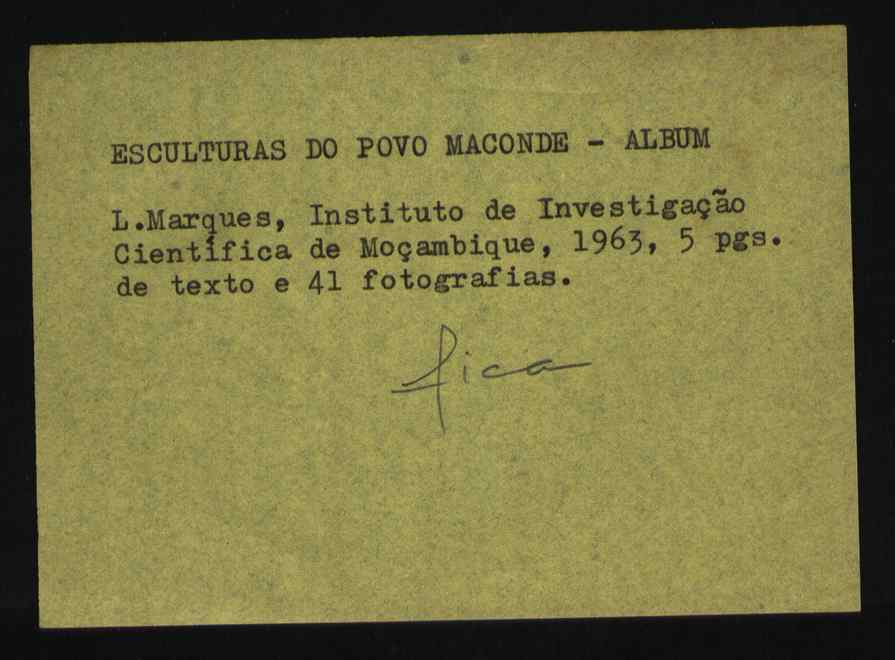 ESCULTURAS DO POVO MACONDE - ALBUM
L.Marques, Instituto de Investigação
Científica de Moçambique, 1963, 5 pgs.
de texto e 41 fotografias.
fica